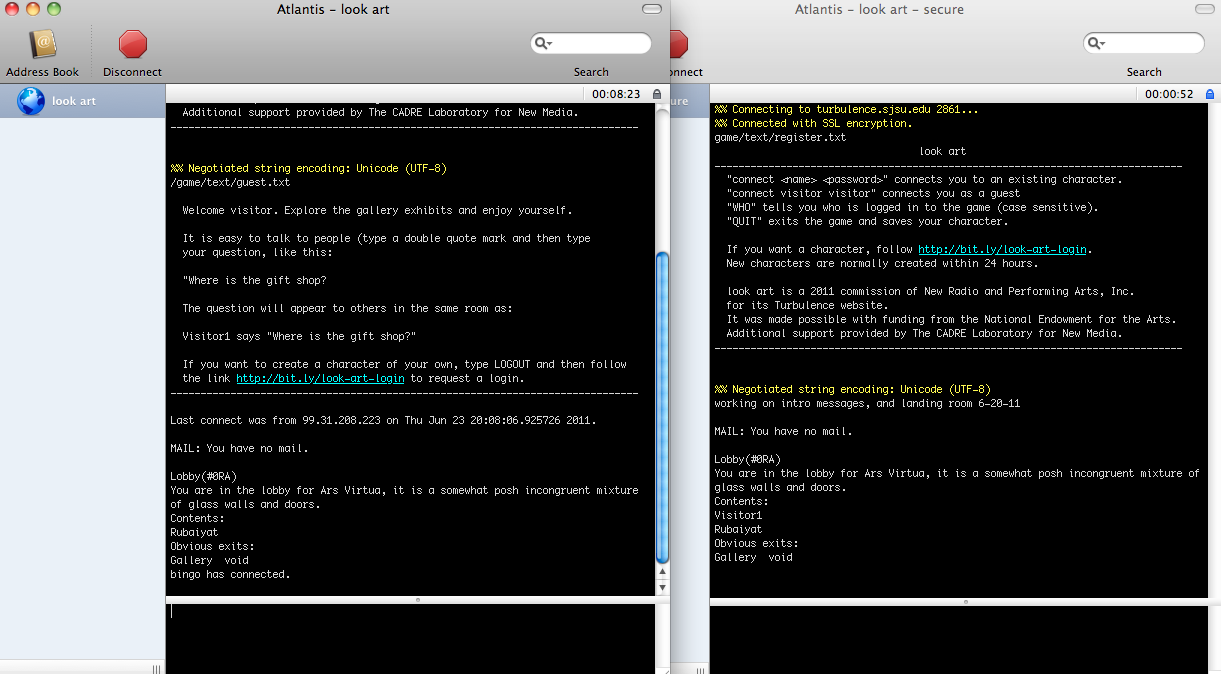 Atlantis – look art
Address Book
Disconnect
Search
look art
00:08:23
Additional support provided by The CADRE Laboratory for New Media.
------------------------------------------------------------------------------
%% Negotiated string encoding: Unicode (UTF-8)
/game/text/guest.txt
Welcome visitor. Explore the gallery exhibits and enjoy yourself.
It is easy to talk to people (type a double quote mark and then type
your question, like this:
"Where is the gift shop?
The question will appear to others in the same room as:
Visitor1 says "Where is the gift shop?"
If you want to create a character of your own, type LOGOUT and then follow
the link http://bit.ly/look-art-login to request a login.
------------------------------------------------------------------------------
Last connect was from 99.31.208.223 on Thu Jun 23 20:08:06.925726 2011.
MAIL: You have no mail.
Lobby(#0RA)
You are in the lobby for Ars Virtua, it is a somewhat posh incongruent mixture
of glass walls and doors.
Contents:
Rubaiyat
Obvious exits:
Gallery  void
bingo has connected.
Atlantis – look art – secure
nnect
Search
ure
00:00:52
%% Connecting to turbulence.sjsu.edu 2861...
%% Connected with SSL encryption.
game/text/register.txt
look art
------------------------------------------------------------------------------
"connect <name> <password>" connects you to an existing character.
"connect visitor visitor" connects you as a guest
"WHO" tells you who is logged in to the game (case sensitive).
"QUIT" exits the game and saves your character.
If you want a character, follow http://bit.ly/look-art-login.
New characters are normally created within 24 hours.
look art is a 2011 commission of New Radio and Performing Arts, Inc.
for its Turbulence website.
It was made possible with funding from the National Endowment for the Arts.
Additional support provided by The CADRE Laboratory for New Media.
------------------------------------------------------------------------------
%% Negotiated string encoding: Unicode (UTF-8)
working on intro messages, and landing room 6-20-11
MAIL: You have no mail.
Lobby(#0RA)
You are in the lobby for Ars Virtua, it is a somewhat posh incongruent mixture of
glass walls and doors.
Contents:
Visitor1
Rubaiyat
Obvious exits:
Gallery  void